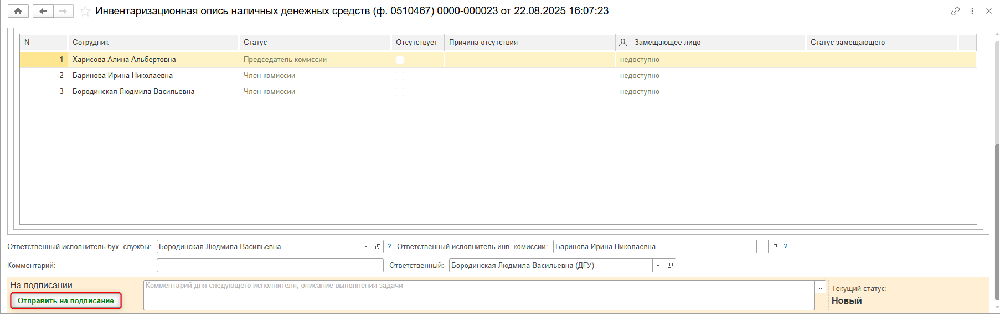 Инвентаризационная опись наличных денежных средств (ф. 0510467) 0000-000023 от 22.08.2025 16:07:23
N Сотрудник Статус Отсутствует Причина отсутствия Замещающее лицо Статус замещающего
1 Харисова Алина Альбертовна Председатель комиссии недоступно
2 Баринова Ирина Николаевна Член комиссии недоступно
3 Бородинская Людмила Васильевна Член комиссии недоступно
Ответственный исполнитель бух. службы: Бородинская Людмила Васильевна ? Ответственный исполнитель инв. комиссии: Баринова Ирина Николаевна ... ?
Комментарий: Ответственный: Бородинская Людмила Васильевна (ДГУ)
На подписании Комментарий для следующего исполнителя, описание выполнения задачи ... Текущий статус:
Отправить на подписание Новый